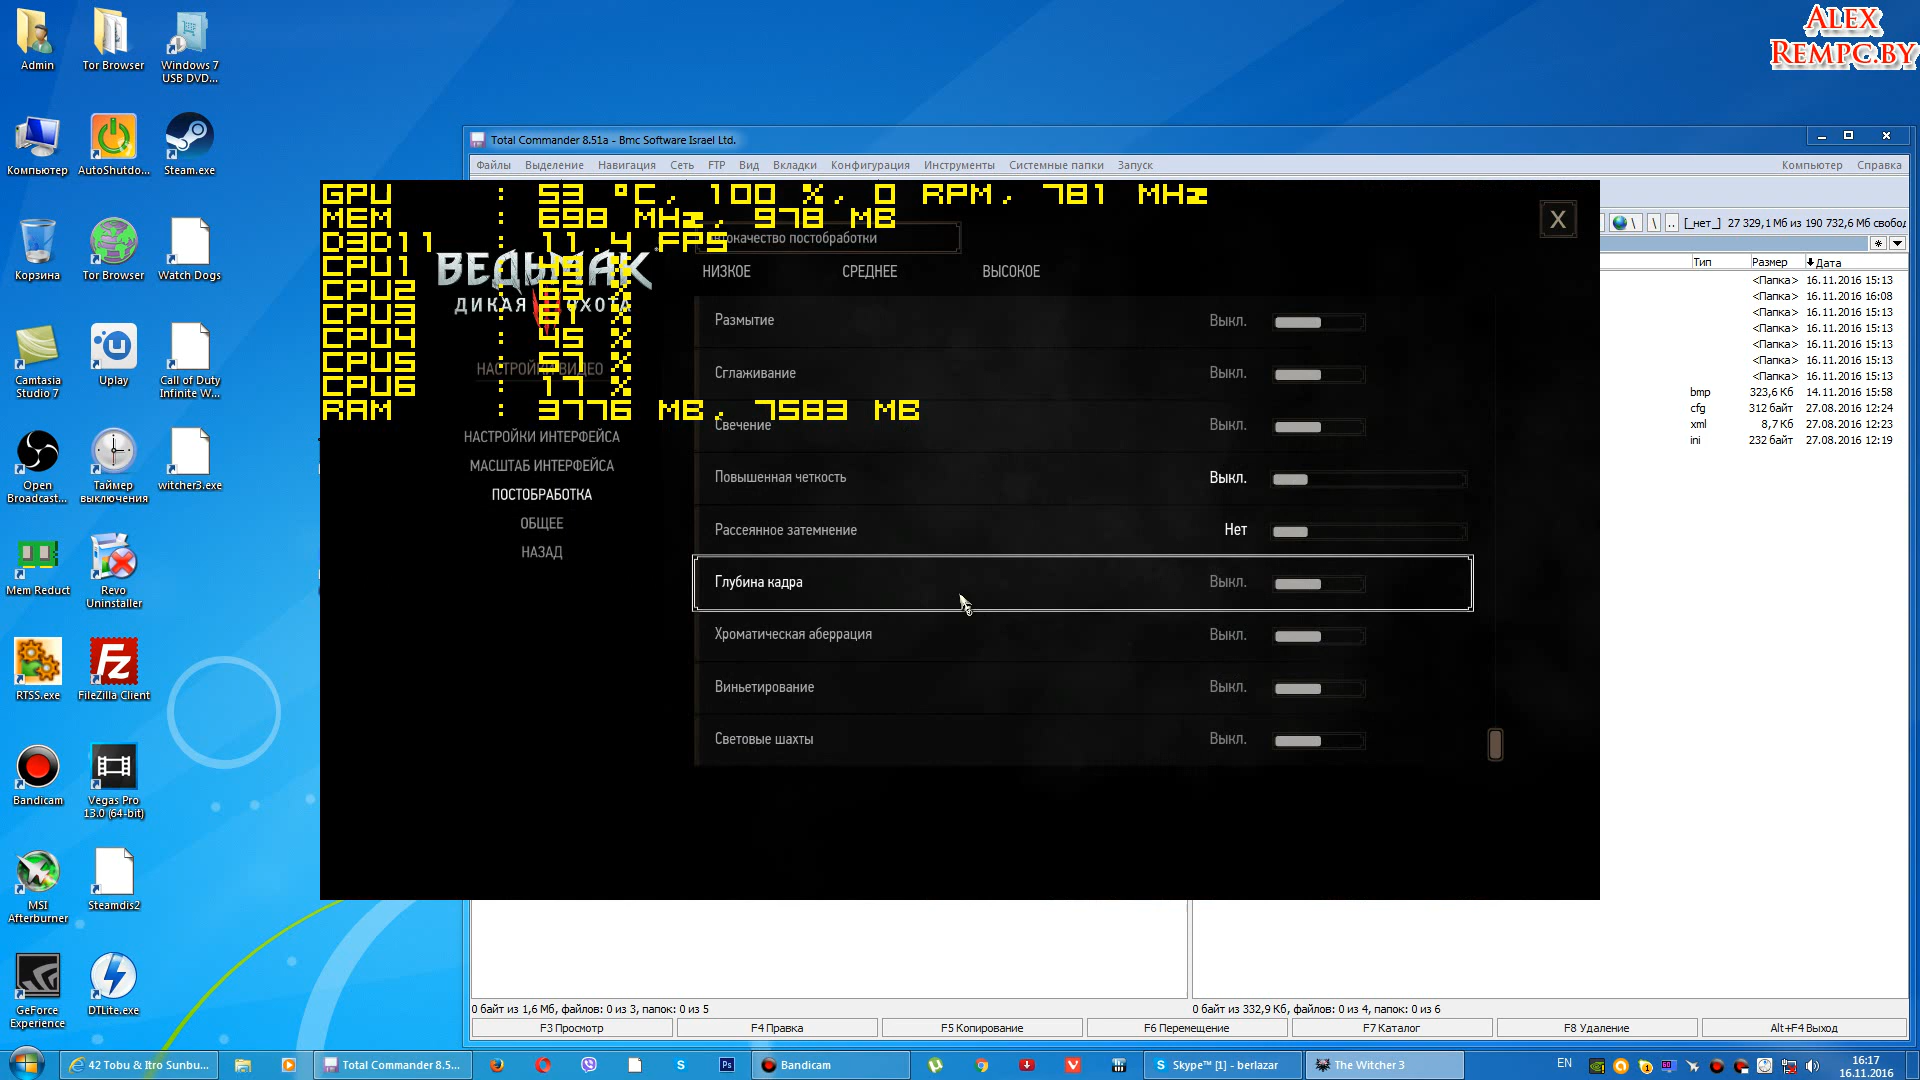 Admin
Tor Browser
Windows 7
USB DVD...
Компьютер
AutoShutdo...
Steam.exe
Корзина
Tor Browser
Watch Dogs
Camtasia
Studio 7
Uplay
Call of Duty
Infinite W...
Open
Broadcast...
Таймер
выключения
witcher3.exe
Mem Reduct
Revo
Uninstaller
RTSS.exe
FileZilla Client
Bandicam
Vegas Pro
13.0 (64-bit)
MSI
Afterburner
Steamdis2
GeForce
Experience
DTLite.exe
ALEX
REMPC.BY
Total Commander 8.51a - Bmc Software Israel Ltd.
Файлы Выделение Навигация Сеть FTP Вид Вкладки Конфигурация Инструменты Системные папки Запуск Компьютер Справка
[_нет_] 27 329,1 Мб из 190 732,6 Мб свобод
Тип Размер Дата
<Папка> 16.11.2016 15:13
<Папка> 16.11.2016 16:08
<Папка> 16.11.2016 15:13
<Папка> 16.11.2016 15:13
<Папка> 16.11.2016 15:13
<Папка> 16.11.2016 15:13
<Папка> 16.11.2016 15:13
bmp 323,6 Кб 14.11.2016 15:58
cfg 312 байт 27.08.2016 12:24
xml 8,7 Кб 27.08.2016 12:23
ini 232 байт 27.08.2016 12:19
GPU : 53 °C, 100 %, 0 RPM, 781 MHz
MEM : 698 MHz, 978 MB
D3D11 : 11.4 FPS
CPU1 : %
CPU2 : 65 %
CPU3 : 61 %
CPU4 : 45 %
CPU5 : 57 %
CPU6 : 17 %
RAM : 3776 MB, 7583 MB
ВЕДЬМАК
ДИКАЯ ОХОТА
НАСТРОЙКИ ВИДЕО
НАСТРОЙКИ ИНТЕРФЕЙСА
МАСШТАБ ИНТЕРФЕЙСА
ПОСТОБРАБОТКА
ОБЩЕЕ
НАЗАД
постобработки
НИЗКОЕ СРЕДНЕЕ ВЫСОКОЕ
X
Размытие Выкл.
Сглаживание Выкл.
Свечение Выкл.
Повышенная четкость Выкл.
Рассеянное затемнение Нет
Глубина кадра Выкл.
Хроматическая аберрация Выкл.
Виньетирование Выкл.
Световые шахты Выкл.
0 байт из 1,6 Мб, файлов: 0 из 3, папок: 0 из 5
0 байт из 332,9 Кб, файлов: 0 из 4, папок: 0 из 6
F3 Просмотр F4 Правка F5 Копирование F6 Перемещение F7 Каталог F8 Удаление Alt+F4 Выход
42 Tobu & Itro Sunbu... Total Commander 8.5... Bandicam Skype™ [1] - berlazar The Witcher 3 EN
16:17
16.11.2016